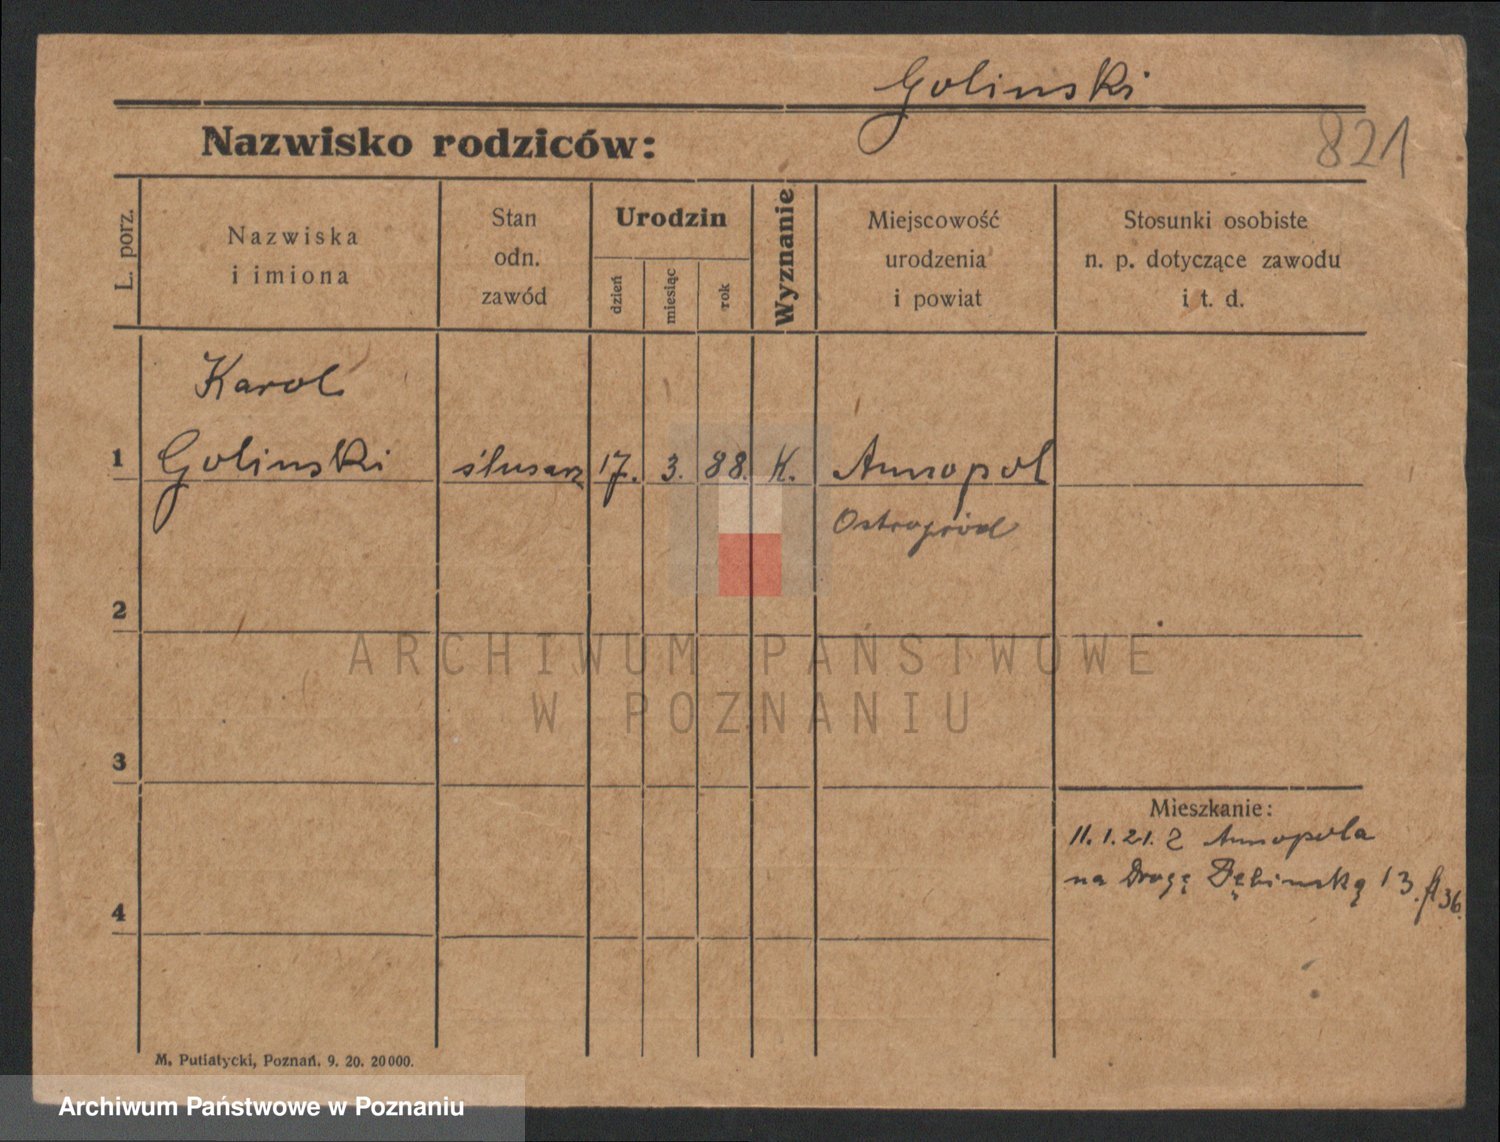 Golinski
Nazwisko rodziców:
821
L. porz.
Nazwiska
i imiona
Stan
odn.
zawód
Urodzin
dzień
miesiąc
rok
Wyznanie
Miejscowość
urodzenia
i powiat
Stosunki osobiste
n. p. dotyczące zawodu
i t. d.
Karol
1 Golinski ślusarz 17. 3. 88. K. Annopol
Ostrogród
2
ARCHIWUM PAŃSTWOWE
W POZNANIU
3
Mieszkanie:
11.1.21. Z Annopola
na Drogę Dębinską 13.
36.
4
M. Putiatycki, Poznań. 9. 20. 20000.
Archiwum Państwowe w Poznaniu